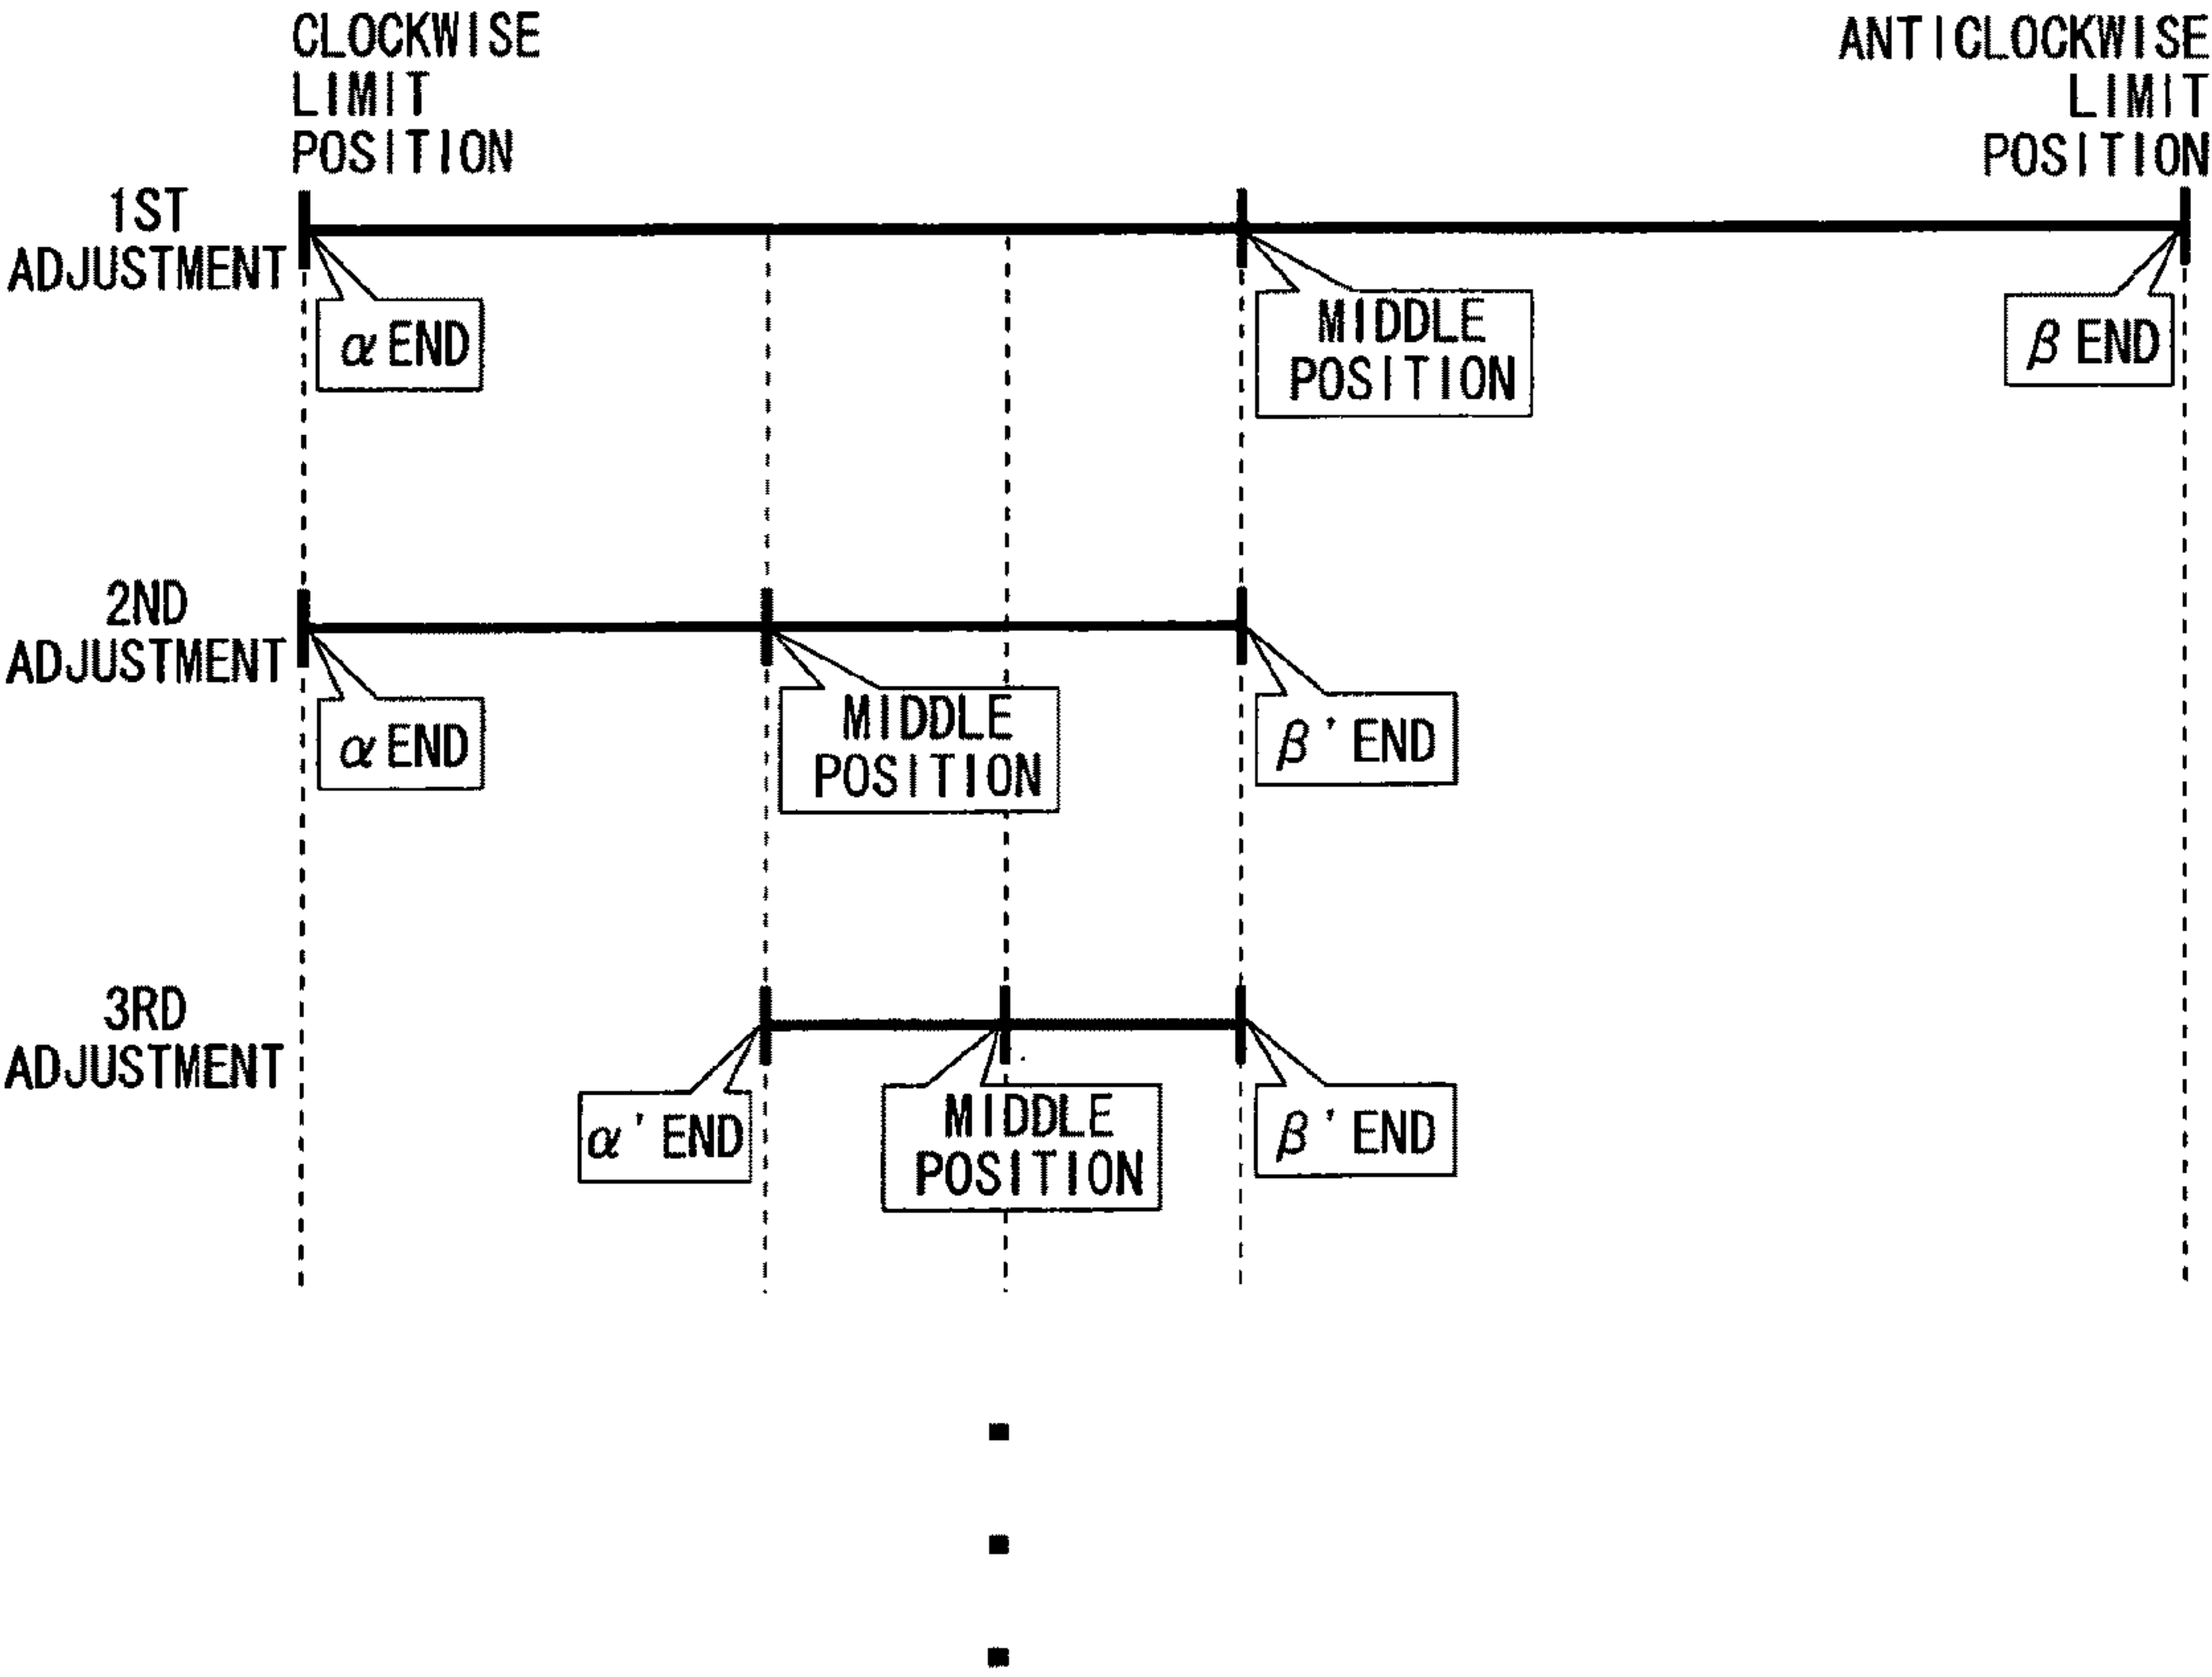 CLOCKWISE
LIMIT
POSITION
ANTICLOCKWISE
LIMIT
POSITION
1ST
ADJUSTMENT
α END
MIDDLE
POSITION
β END
2ND
ADJUSTMENT
α END
MIDDLE
POSITION
β' END
3RD
ADJUSTMENT
α' END
MIDDLE
POSITION
β' END